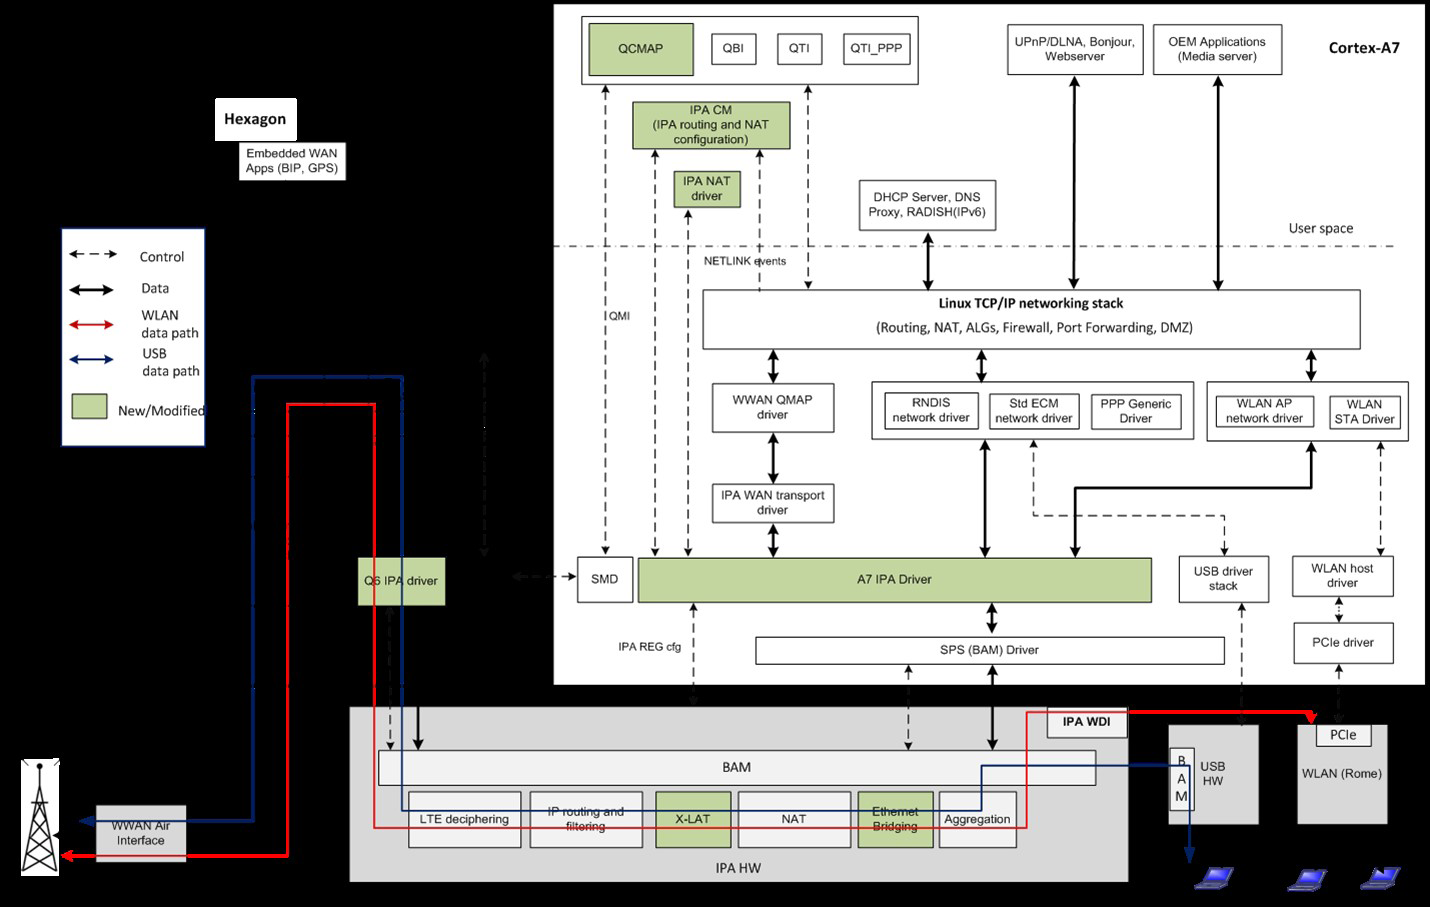 QCMAP
QBI
QTI
QTI_PPP
UPnP/DLNA, Bonjour,
Webserver
OEM Applications
(Media server)
Cortex-A7
Hexagon
Embedded WAN
Apps (BIP, GPS)
IPA CM
(IPA routing and NAT
configuration)
IPA NAT
driver
DHCP Server, DNS
Proxy, RADISH(IPv6)
User space
NETLINK events
Control
Data
WLAN
data path
USB
data path
New/Modified
QMI
Linux TCP/IP networking stack
(Routing, NAT, ALGs, Firewall, Port Forwarding, DMZ)
WWAN QMAP
driver
RNDIS
network driver
Std ECM
network driver
PPP Generic
Driver
WLAN AP
network driver
WLAN
STA Driver
IPA WAN transport
driver
Q6 IPA driver
SMD
A7 IPA Driver
USB driver
stack
WLAN host
driver
IPA REG cfg
SPS (BAM) Driver
PCIe driver
IPA WDI
BAM
BAM
USB
HW
PCIe
WLAN (Rome)
WWAN Air
Interface
LTE deciphering
IP routing and
filtering
X-LAT
NAT
Ethernet
Bridging
Aggregation
IPA HW